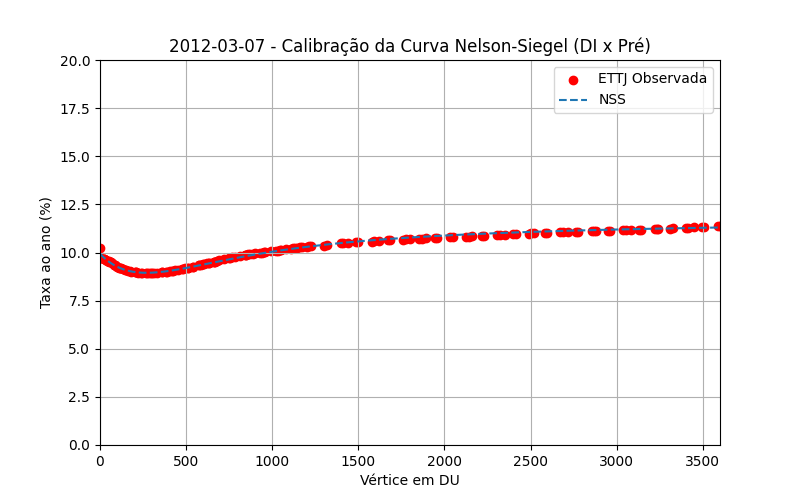 2012-03-07 - Calibração da Curva Nelson-Siegel (DI x Pré)
ETTJ Observada
NSS
Taxa ao ano (%)
20.0
17.5
15.0
12.5
10.0
7.5
5.0
2.5
0.0
0 500 1000 1500 2000 2500 3000 3500
Vértice em DU